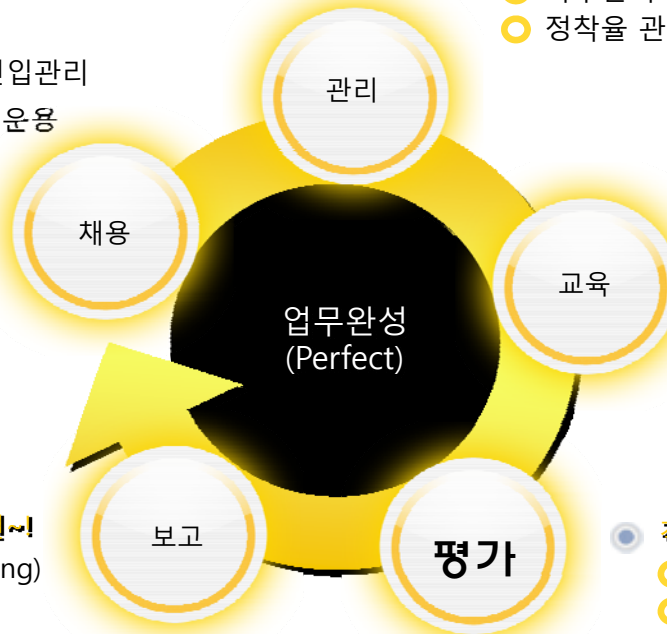 정착율 관
입관리
운용
관리
채용
교육
업무완성
(Perfect)
보고
평가
~!
ng)